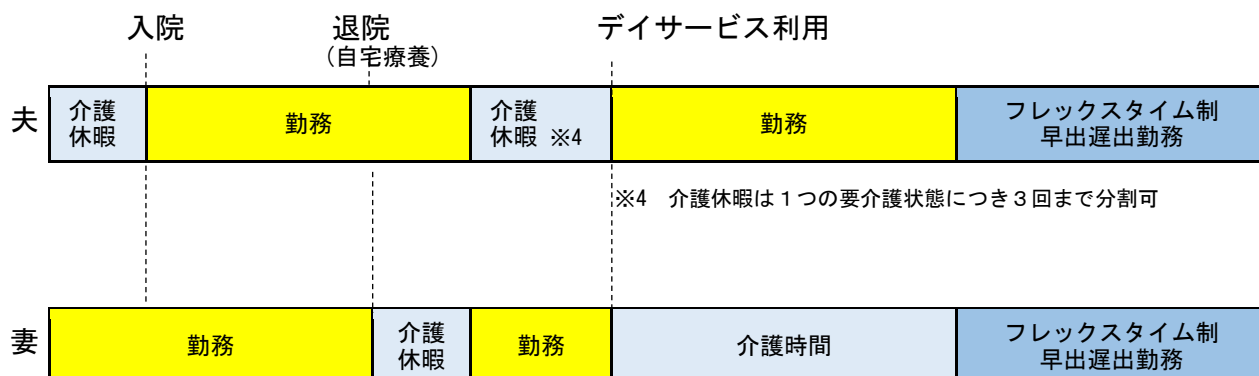 入院
退院
（自宅療養）
デイサービス利用
夫
介護
休暇
勤務
介護
休暇 ※4
勤務
フレックスタイム制
早出遅出勤務
※4　介護休暇は１つの要介護状態につき３回まで分割可
妻
勤務
介護
休暇
勤務
介護時間
フレックスタイム制
早出遅出勤務